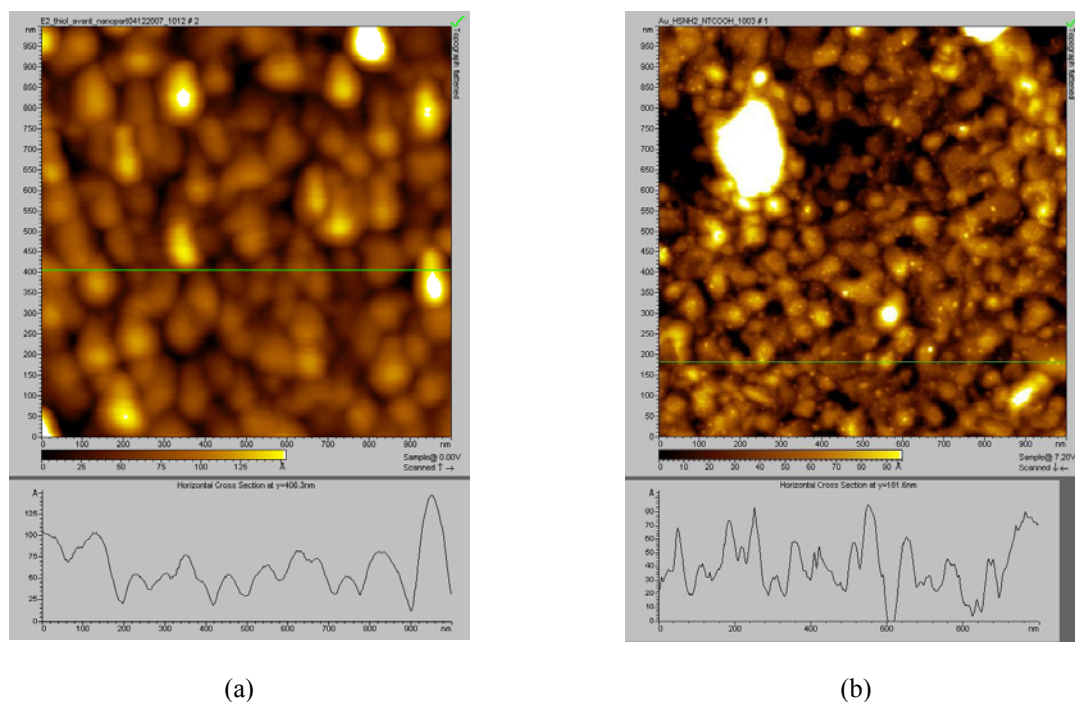 E2_thiol_avant_nanopart04122007_1012 # 2
nm
950
900
850
800
750
700
650
600
550
500
450
400
350
300
250
200
150
100
50
0
Topograph flattened
0 100 200 300 400 500 600 700 800 nm
0 25 50 75 100 125 Å
Sample@ 0.00V
Scanned ↑ →
Horizontal Cross Section at y=406.3nm
Å
125
100
75
50
25
0
0 100 200 300 400 500 600 700 800 900 nm
(a)
Au_HSNH2_NTCOOH_1003 # 1
nm
950
900
850
800
750
700
650
600
550
500
450
400
350
300
250
200
150
100
50
0
Topograph flattened
0 100 200 300 400 500 600 700 800 900 nm
0 10 20 30 40 50 60 70 80 90 Å
Sample@ 7.20V
Scanned ↓ ←
Horizontal Cross Section at y=181.6nm
Å
90
80
70
60
50
40
30
20
10
0
0 200 400 600 800 nm
(b)